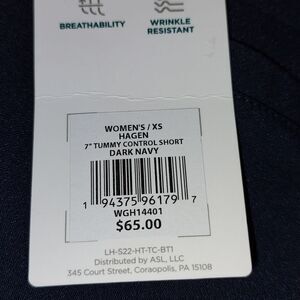 BREATHABILITY
WRINKLE
RESISTANT
WOMEN'S / XS
HAGEN
7" TUMMY CONTROL SHORT
DARK NAVY
1 94375 96179 7
WGH14401
$65.00
LH-S22-HT-TC-BT1
Distributed by ASL, LLC
345 Court Street, Coraopolis, PA 15108